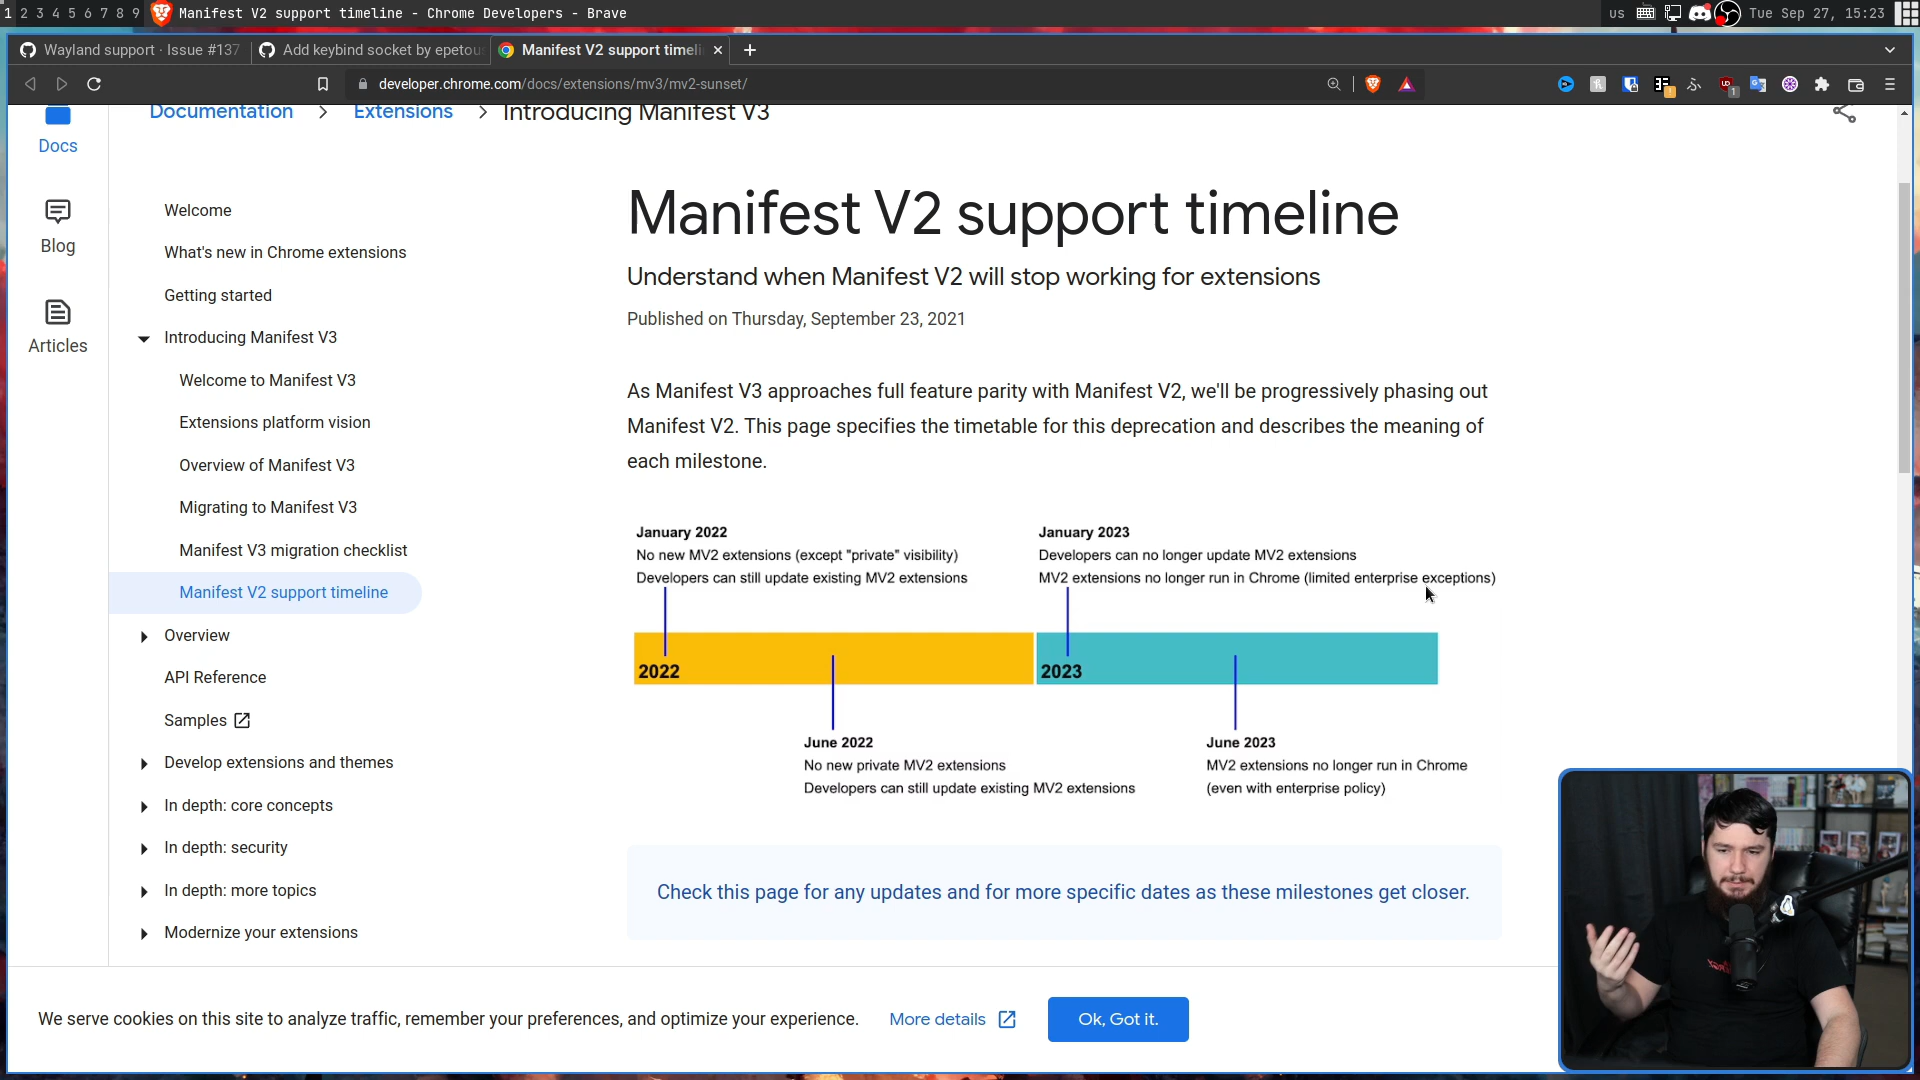 1 2 3 4 5 6 7 8 9 Manifest V2 support timeline - Chrome Developers - Brave
us Tue Sep 27, 15:23
Wayland support · Issue #137
Add keybind socket by epetou
Manifest V2 support timeli
developer.chrome.com/docs/extensions/mv3/mv2-sunset/
Documentation > Extensions > Introducing Manifest V3
Docs
Blog
Articles
Welcome
What's new in Chrome extensions
Getting started
Introducing Manifest V3
Welcome to Manifest V3
Extensions platform vision
Overview of Manifest V3
Migrating to Manifest V3
Manifest V3 migration checklist
Manifest V2 support timeline
Overview
API Reference
Samples
Develop extensions and themes
In depth: core concepts
In depth: security
In depth: more topics
Modernize your extensions
Manifest V2 support timeline
Understand when Manifest V2 will stop working for extensions
Published on Thursday, September 23, 2021
As Manifest V3 approaches full feature parity with Manifest V2, we'll be progressively phasing out
Manifest V2. This page specifies the timetable for this deprecation and describes the meaning of
each milestone.
January 2022
No new MV2 extensions (except "private" visibility)
Developers can still update existing MV2 extensions
January 2023
Developers can no longer update MV2 extensions
MV2 extensions no longer run in Chrome (limited enterprise exceptions)
2022
2023
June 2022
No new private MV2 extensions
Developers can still update existing MV2 extensions
June 2023
MV2 extensions no longer run in Chrome
(even with enterprise policy)
Check this page for any updates and for more specific dates as these milestones get closer.
We serve cookies on this site to analyze traffic, remember your preferences, and optimize your experience.
More details
Ok, Got it.